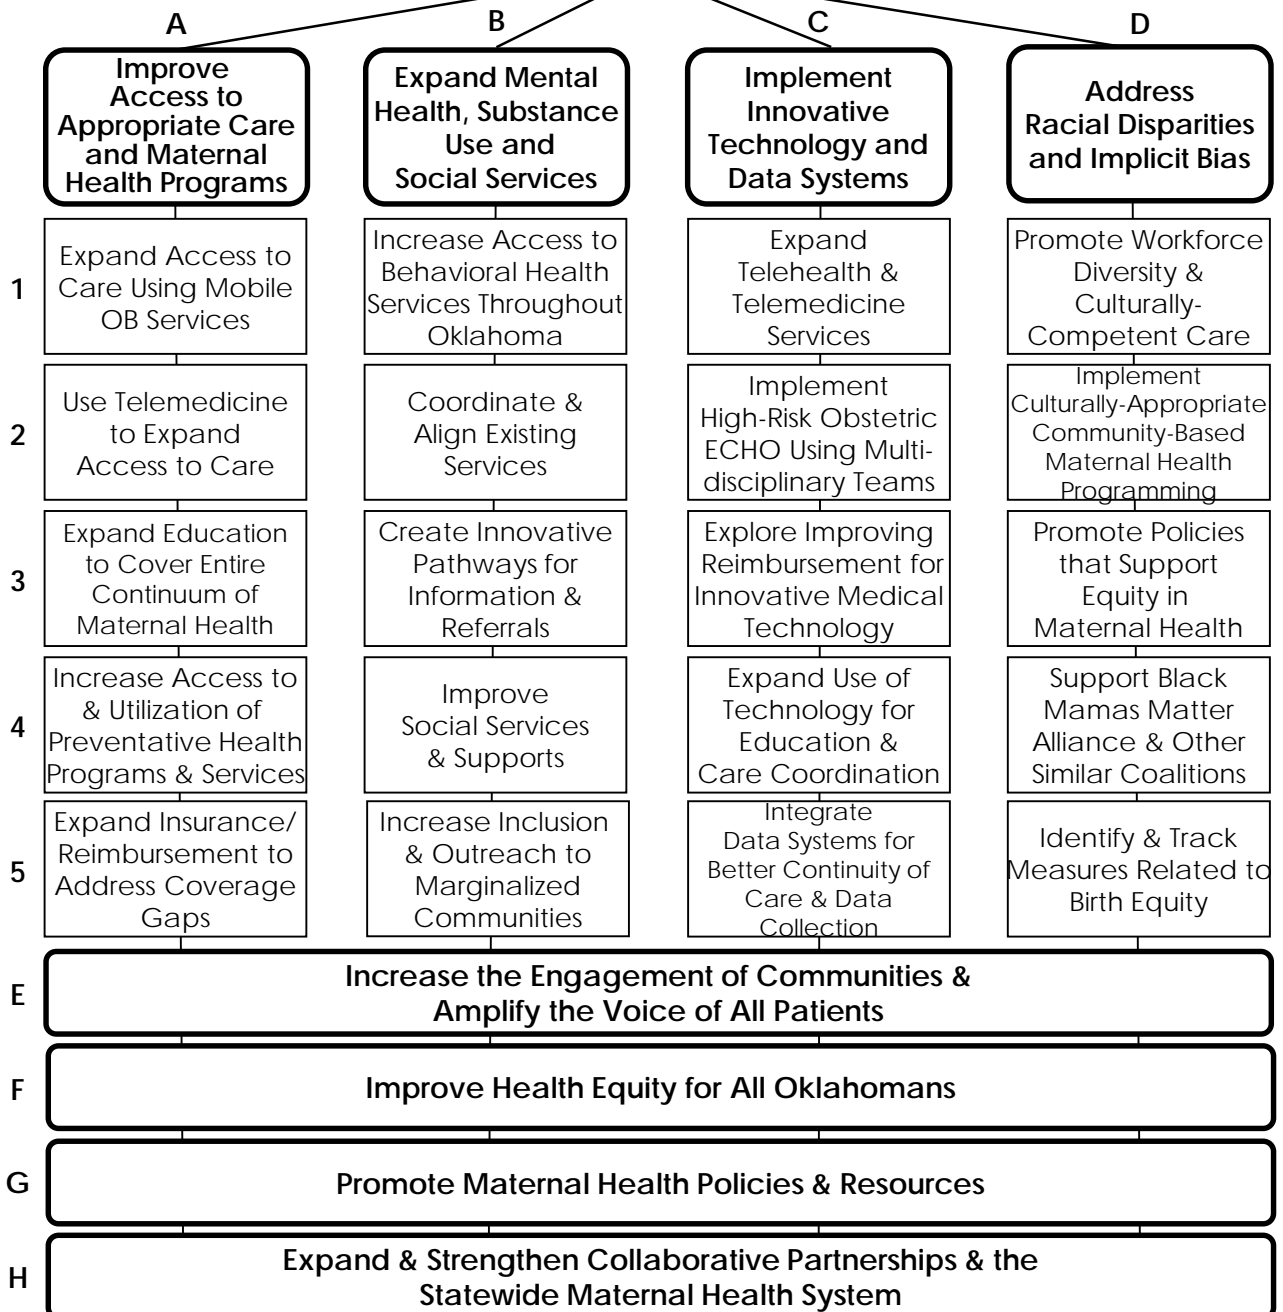 A
B
C
D
Improve
Access to
Appropriate Care
and Maternal
Health Programs
Expand Mental
Health, Substance
Use and
Social Services
Implement
Innovative
Technology and
Data Systems
Address
Racial Disparities
and Implicit Bias
1
Expand Access to
Care Using Mobile
OB Services
Increase Access to
Behavioral Health
Services Throughout
Oklahoma
Expand
Telehealth &
Telemedicine
Services
Promote Workforce
Diversity &
Culturally-
Competent Care
2
Use Telemedicine
to Expand
Access to Care
Coordinate &
Align Existing
Services
Implement
High-Risk Obstetric
ECHO Using Multi-
disciplinary Teams
Implement
Culturally-Appropriate
Community-Based
Maternal Health
Programming
3
Expand Education
to Cover Entire
Continuum of
Maternal Health
Create Innovative
Pathways for
Information &
Referrals
Explore Improving
Reimbursement for
Innovative Medical
Technology
Promote Policies
that Support
Equity in
Maternal Health
4
Increase Access to
& Utilization of
Preventative Health
Programs & Services
Improve
Social Services
& Supports
Expand Use of
Technology for
Education &
Care Coordination
Support Black
Mamas Matter
Alliance & Other
Similar Coalitions
5
Expand Insurance/
Reimbursement to
Address Coverage
Gaps
Increase Inclusion
& Outreach to
Marginalized
Communities
Integrate
Data Systems for
Better Continuity of
Care & Data
Collection
Identify & Track
Measures Related to
Birth Equity
E
Increase the Engagement of Communities &
Amplify the Voice of All Patients
F
Improve Health Equity for All Oklahomans
G
Promote Maternal Health Policies & Resources
H
Expand & Strengthen Collaborative Partnerships & the
Statewide Maternal Health System